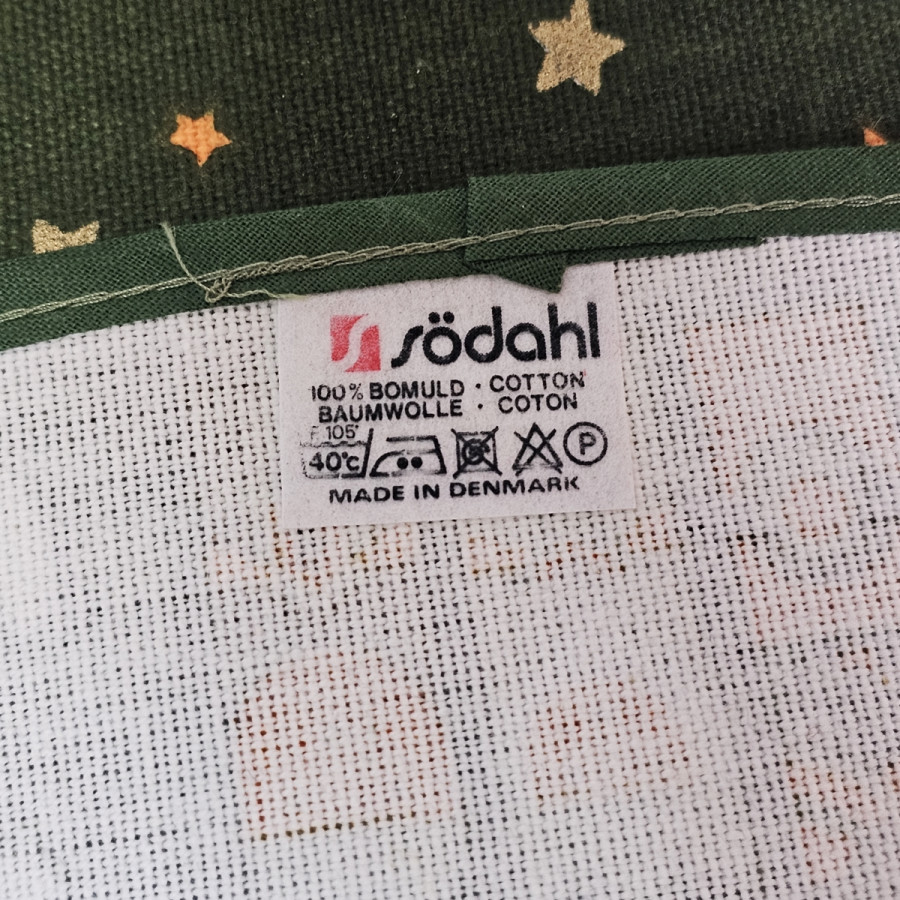 södahl
100% BOMULD · COTTON
BAUMWOLLE · COTON
105°
40°c P
MADE IN DENMARK